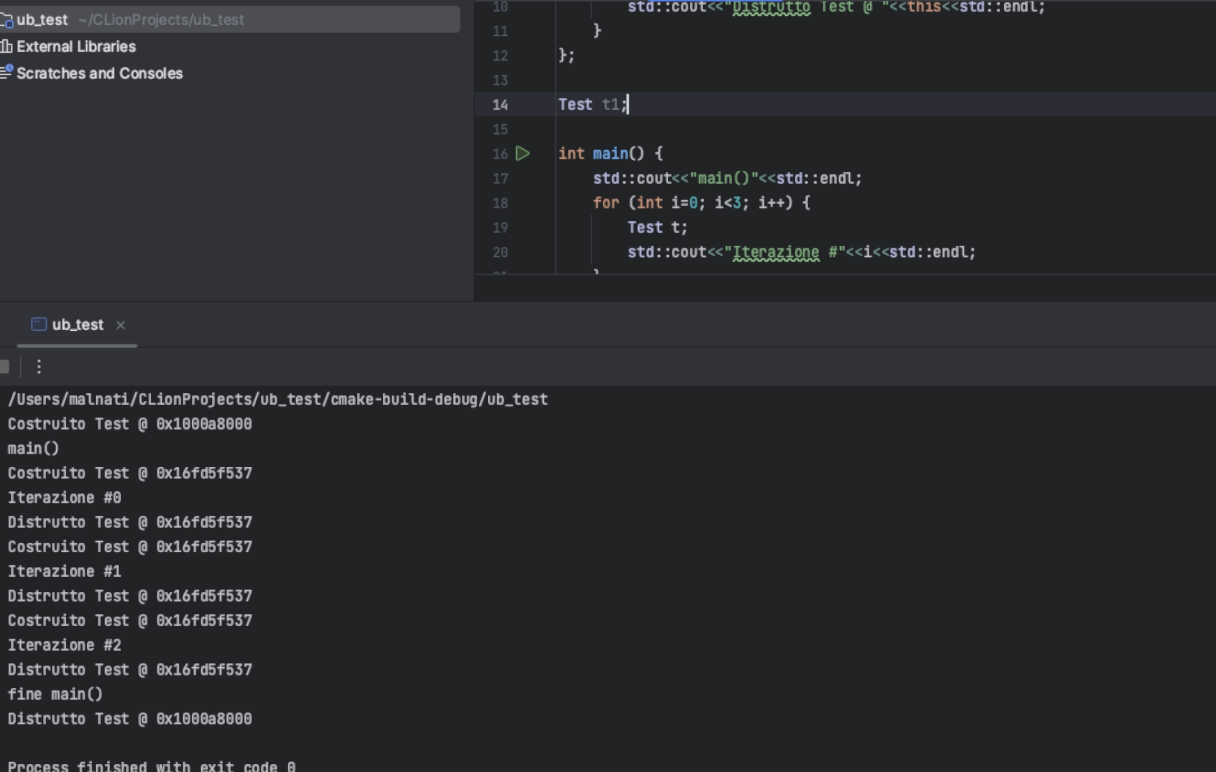 ub_test ~/CLionProjects/ub_test
External Libraries
Scratches and Consoles
10 std::cout<<"Distrutto Test @ "<<this<<std::endl;
11 }
12 };
13
14 Test t1;
15
16 int main() {
17 std::cout<<"main()"<<std::endl;
18 for (int i=0; i<3; i++) {
19 Test t;
20 std::cout<<"Iterazione #"<<i<<std::endl;
ub_test
/Users/malnati/CLionProjects/ub_test/cmake-build-debug/ub_test
Costruito Test @ 0x1000a8000
main()
Costruito Test @ 0x16fd5f537
Iterazione #0
Distrutto Test @ 0x16fd5f537
Costruito Test @ 0x16fd5f537
Iterazione #1
Distrutto Test @ 0x16fd5f537
Costruito Test @ 0x16fd5f537
Iterazione #2
Distrutto Test @ 0x16fd5f537
fine main()
Distrutto Test @ 0x1000a8000
Process finished with exit code 0